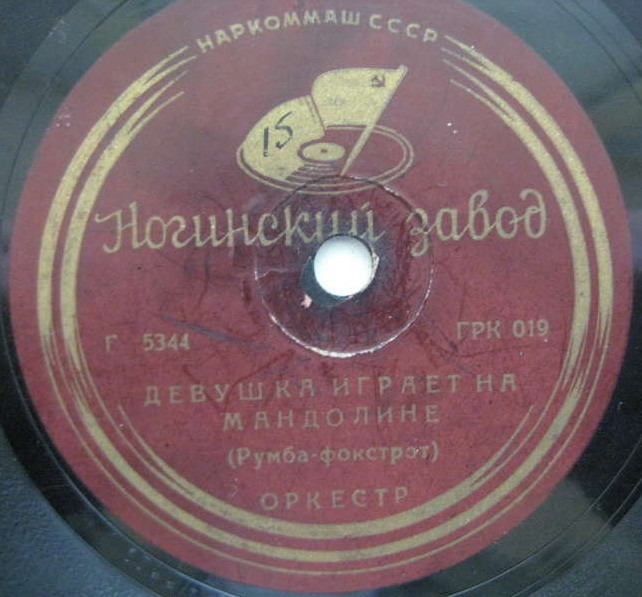 НАРКОММАШ СССР
15
Ногинский завод
Г 5344 ГРК 019
ДЕВУШКА ИГРАЕТ НА
МАНДОЛИНЕ
(Румба-фокстрот)
ОРКЕСТР